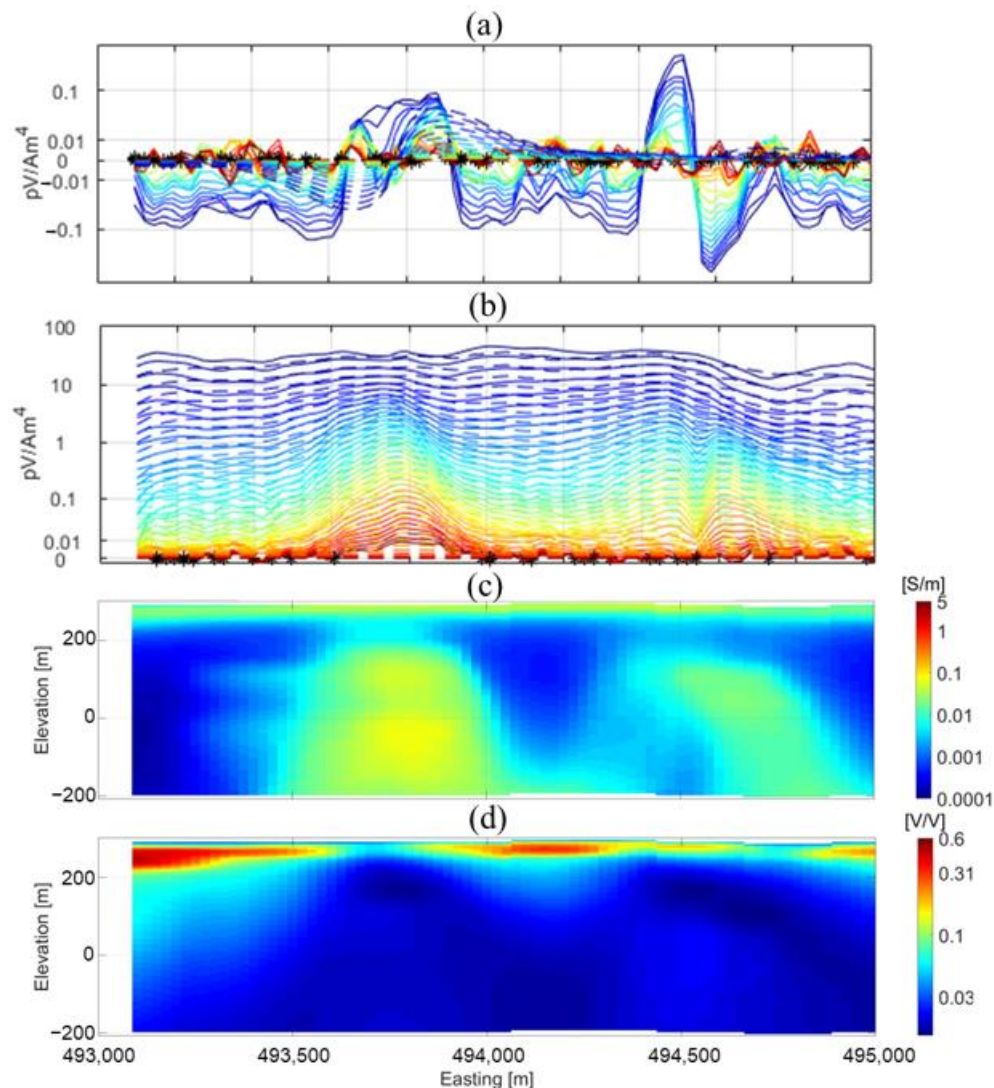 (a)
pV/Am⁴
0.1
0.01
0
−0.01
−0.1
(b)
pV/Am⁴
100
10
1
0.1
0.01
0
(c)
[S/m]
Elevation [m]
200
0
−200
5
1
0.1
0.01
0.001
0.0001
(d)
[V/V]
Elevation [m]
200
0
−200
0.6
0.31
0.1
0.03
493,000 493,500 494,000 494,500 495,000
Easting [m]